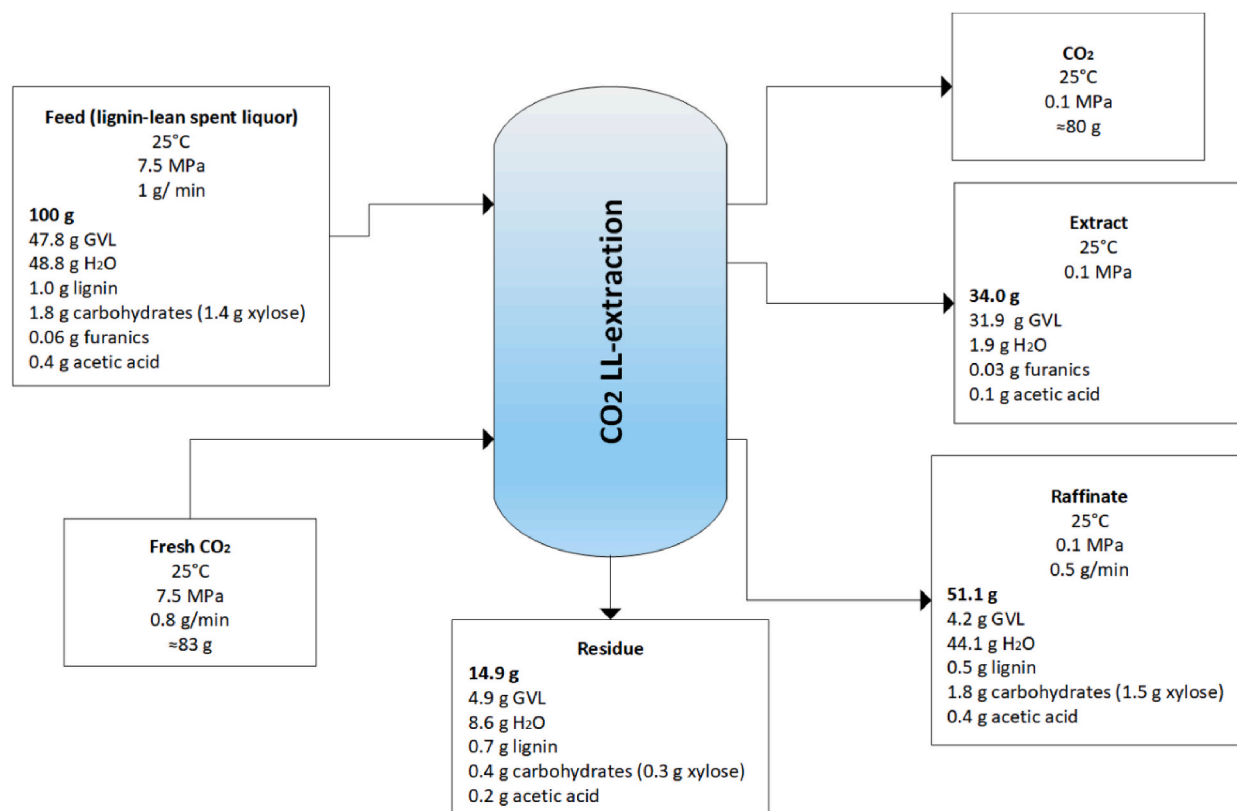 Feed (lignin-lean spent liquor)
25°C
7.5 MPa
1 g/ min
100 g
47.8 g GVL
48.8 g H₂O
1.0 g lignin
1.8 g carbohydrates (1.4 g xylose)
0.06 g furanics
0.4 g acetic acid
Fresh CO₂
25°C
7.5 MPa
0.8 g/min
≈83 g
CO₂ LL-extraction
CO₂
25°C
0.1 MPa
≈80 g
Extract
25°C
0.1 MPa
34.0 g
31.9 g GVL
1.9 g H₂O
0.03 g furanics
0.1 g acetic acid
Raffinate
25°C
0.1 MPa
0.5 g/min
51.1 g
4.2 g GVL
44.1 g H₂O
0.5 g lignin
1.8 g carbohydrates (1.5 g xylose)
0.4 g acetic acid
Residue
14.9 g
4.9 g GVL
8.6 g H₂O
0.7 g lignin
0.4 g carbohydrates (0.3 g xylose)
0.2 g acetic acid